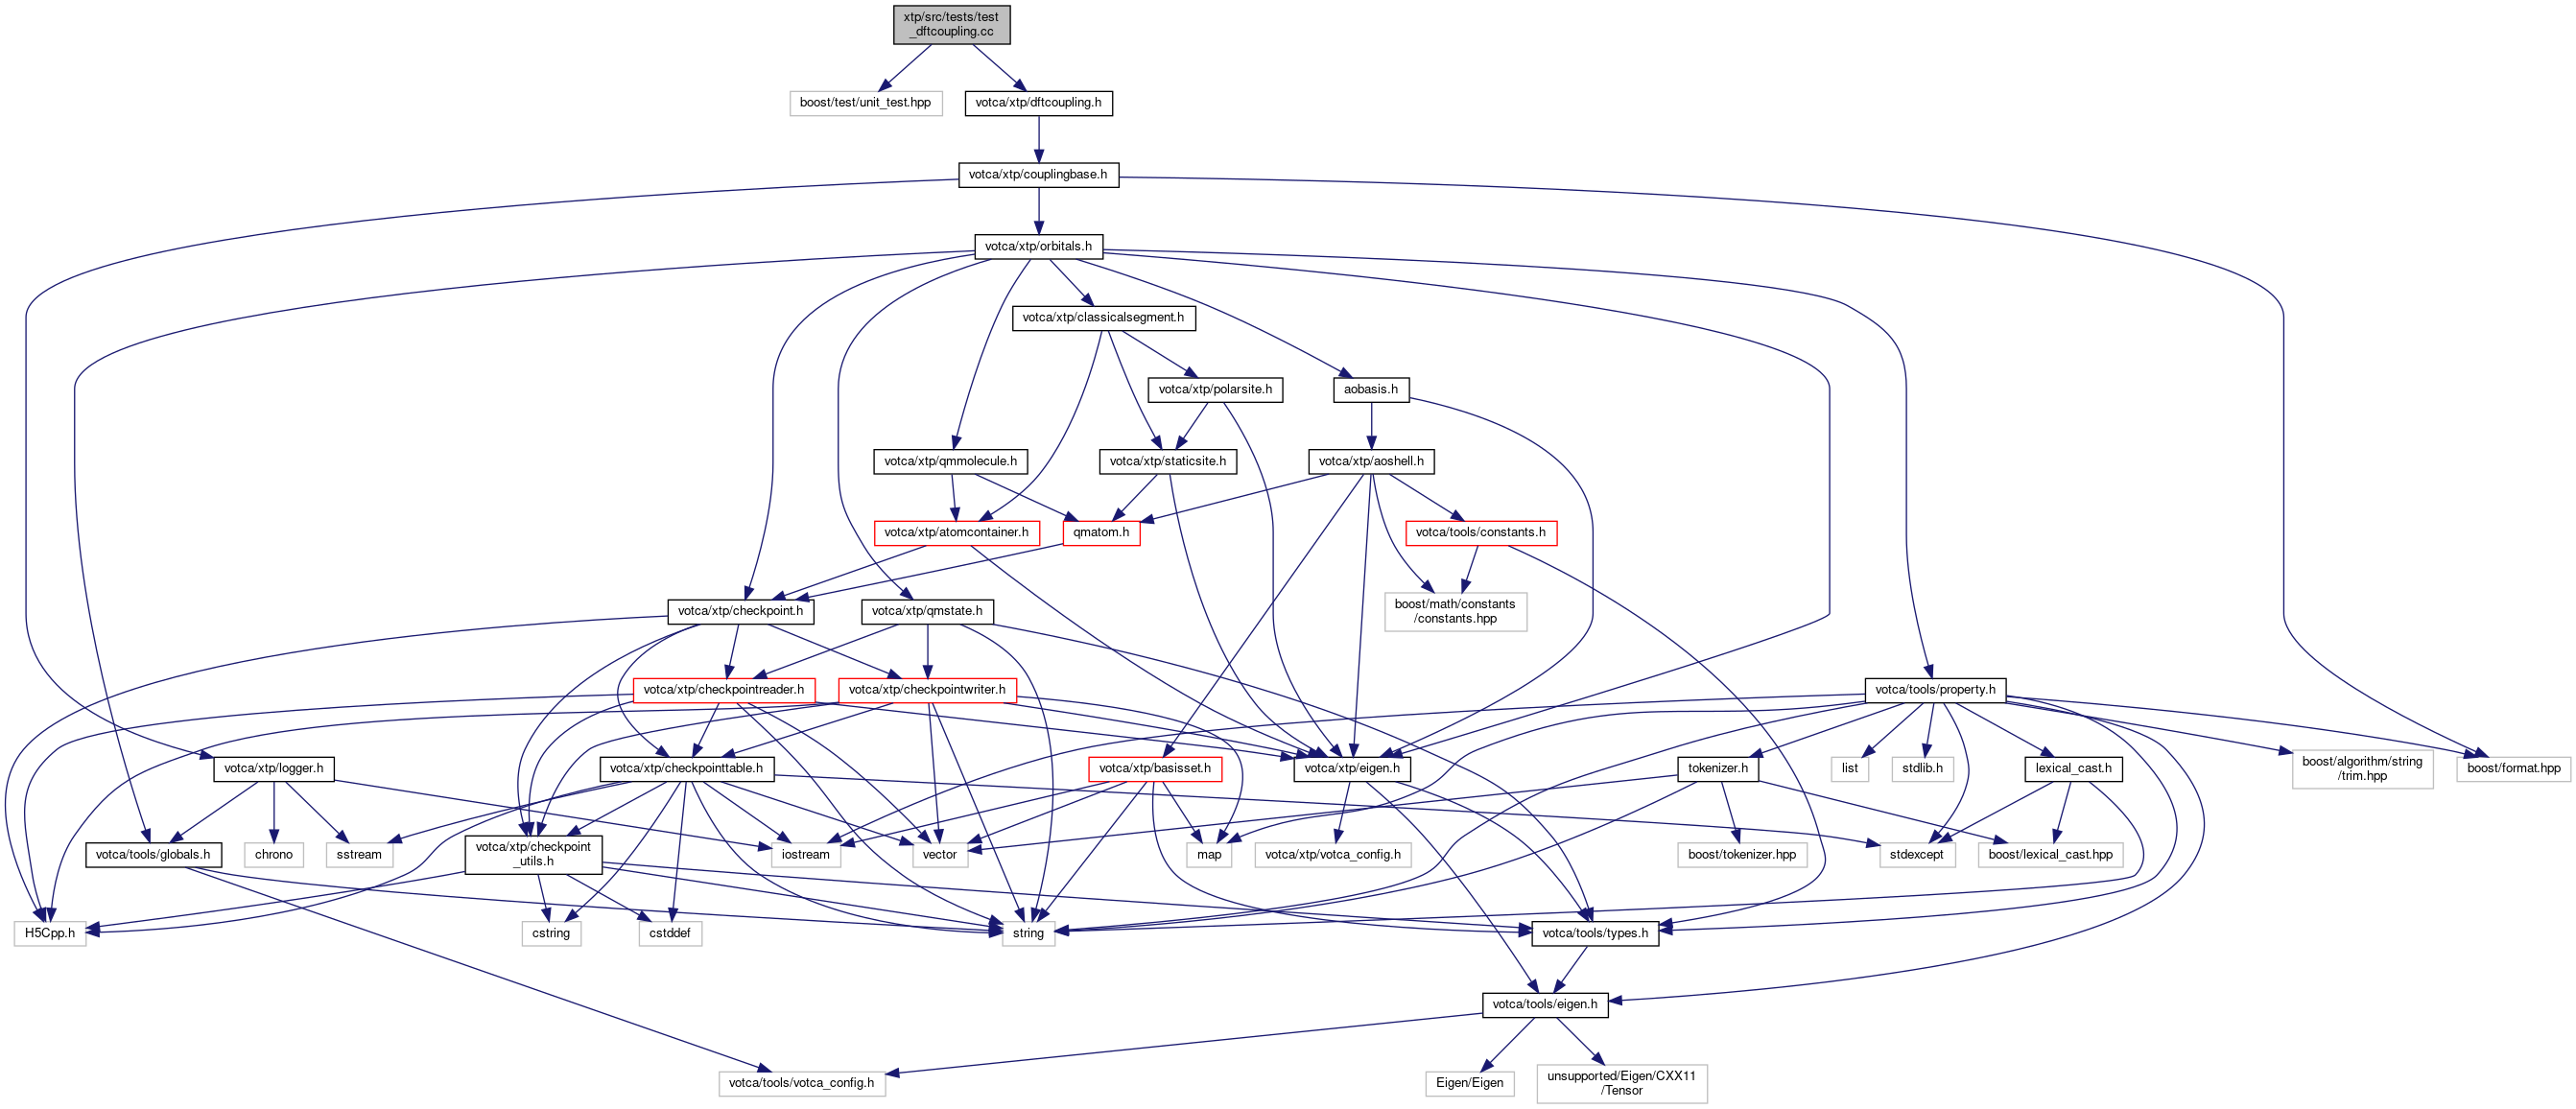 xtp/src/tests/test
_dftcoupling.cc
boost/test/unit_test.hpp
votca/xtp/dftcoupling.h
votca/xtp/couplingbase.h
votca/xtp/orbitals.h
votca/xtp/classicalsegment.h
votca/xtp/polarsite.h
aobasis.h
votca/xtp/qmmolecule.h
votca/xtp/staticsite.h
votca/xtp/aoshell.h
votca/xtp/atomcontainer.h
qmatom.h
votca/tools/constants.h
votca/xtp/checkpoint.h
votca/xtp/qmstate.h
boost/math/constants
/constants.hpp
votca/xtp/checkpointreader.h
votca/xtp/checkpointwriter.h
votca/tools/property.h
votca/xtp/logger.h
votca/xtp/checkpointtable.h
votca/xtp/basisset.h
votca/xtp/eigen.h
tokenizer.h
list
stdlib.h
lexical_cast.h
boost/algorithm/string
/trim.hpp
boost/format.hpp
votca/tools/globals.h
chrono
sstream
votca/xtp/checkpoint
_utils.h
iostream
vector
map
votca/xtp/votca_config.h
boost/tokenizer.hpp
stdexcept
boost/lexical_cast.hpp
H5Cpp.h
cstring
cstddef
string
votca/tools/types.h
votca/tools/eigen.h
votca/tools/votca_config.h
Eigen/Eigen
unsupported/Eigen/CXX11
/Tensor